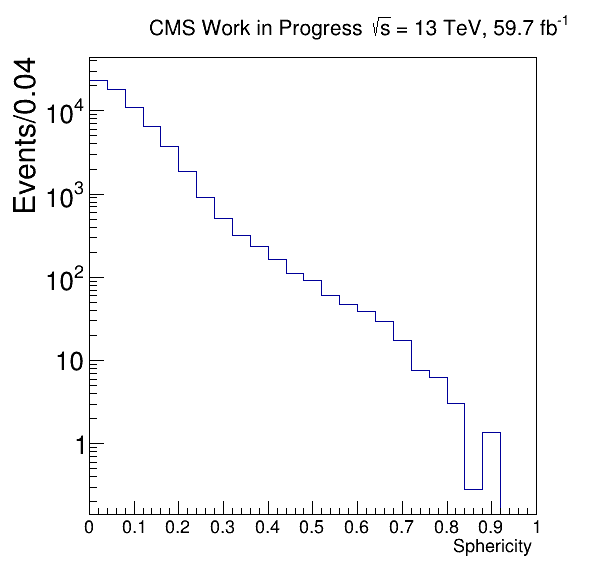 CMS Work in Progress √s = 13 TeV, 59.7 fb⁻¹
Events/0.04
10⁴
10³
10²
10
1
0 0.1 0.2 0.3 0.4 0.5 0.6 0.7 0.8 0.9 1
Sphericity